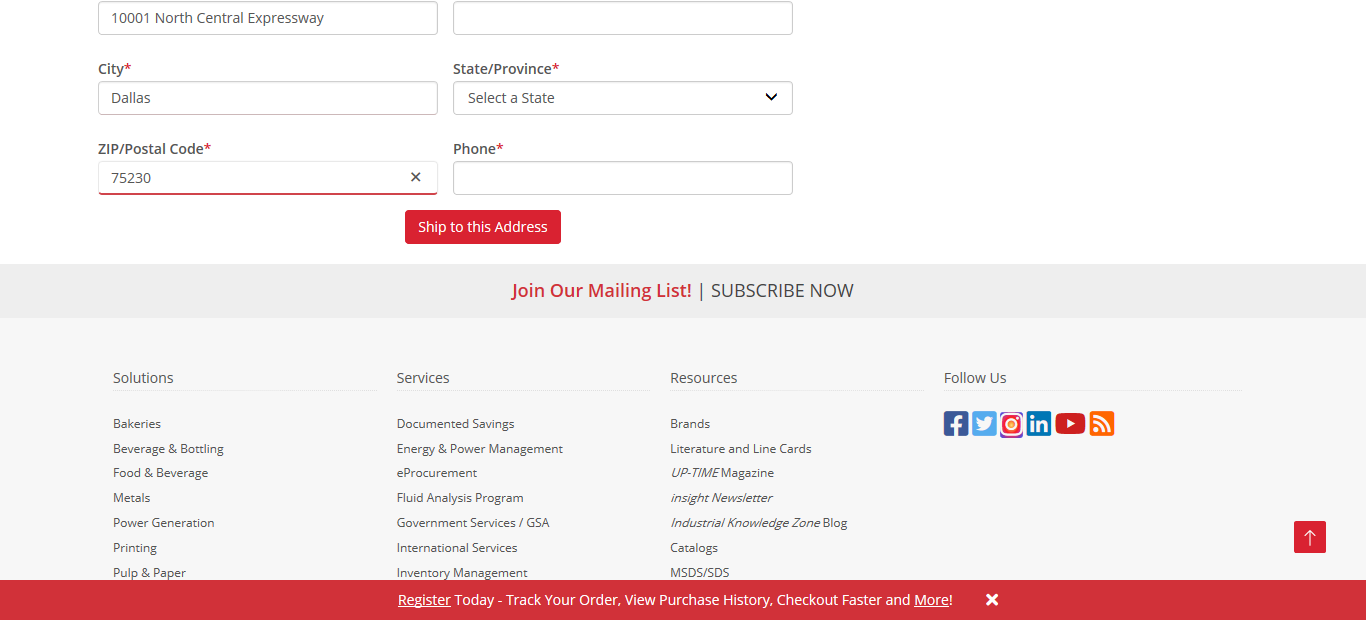 10001 North Central Expressway
City* State/Province*
Dallas Select a State
ZIP/Postal Code* Phone*
75230
Ship to this Address
Join Our Mailing List! | SUBSCRIBE NOW
Solutions Services Resources Follow Us
Bakeries Documented Savings Brands
Beverage & Bottling Energy & Power Management Literature and Line Cards
Food & Beverage eProcurement UP-TIME Magazine
Metals Fluid Analysis Program insight Newsletter
Power Generation Government Services / GSA Industrial Knowledge Zone Blog
Printing International Services Catalogs
Pulp & Paper Inventory Management MSDS/SDS
Register Today - Track Your Order, View Purchase History, Checkout Faster and More!